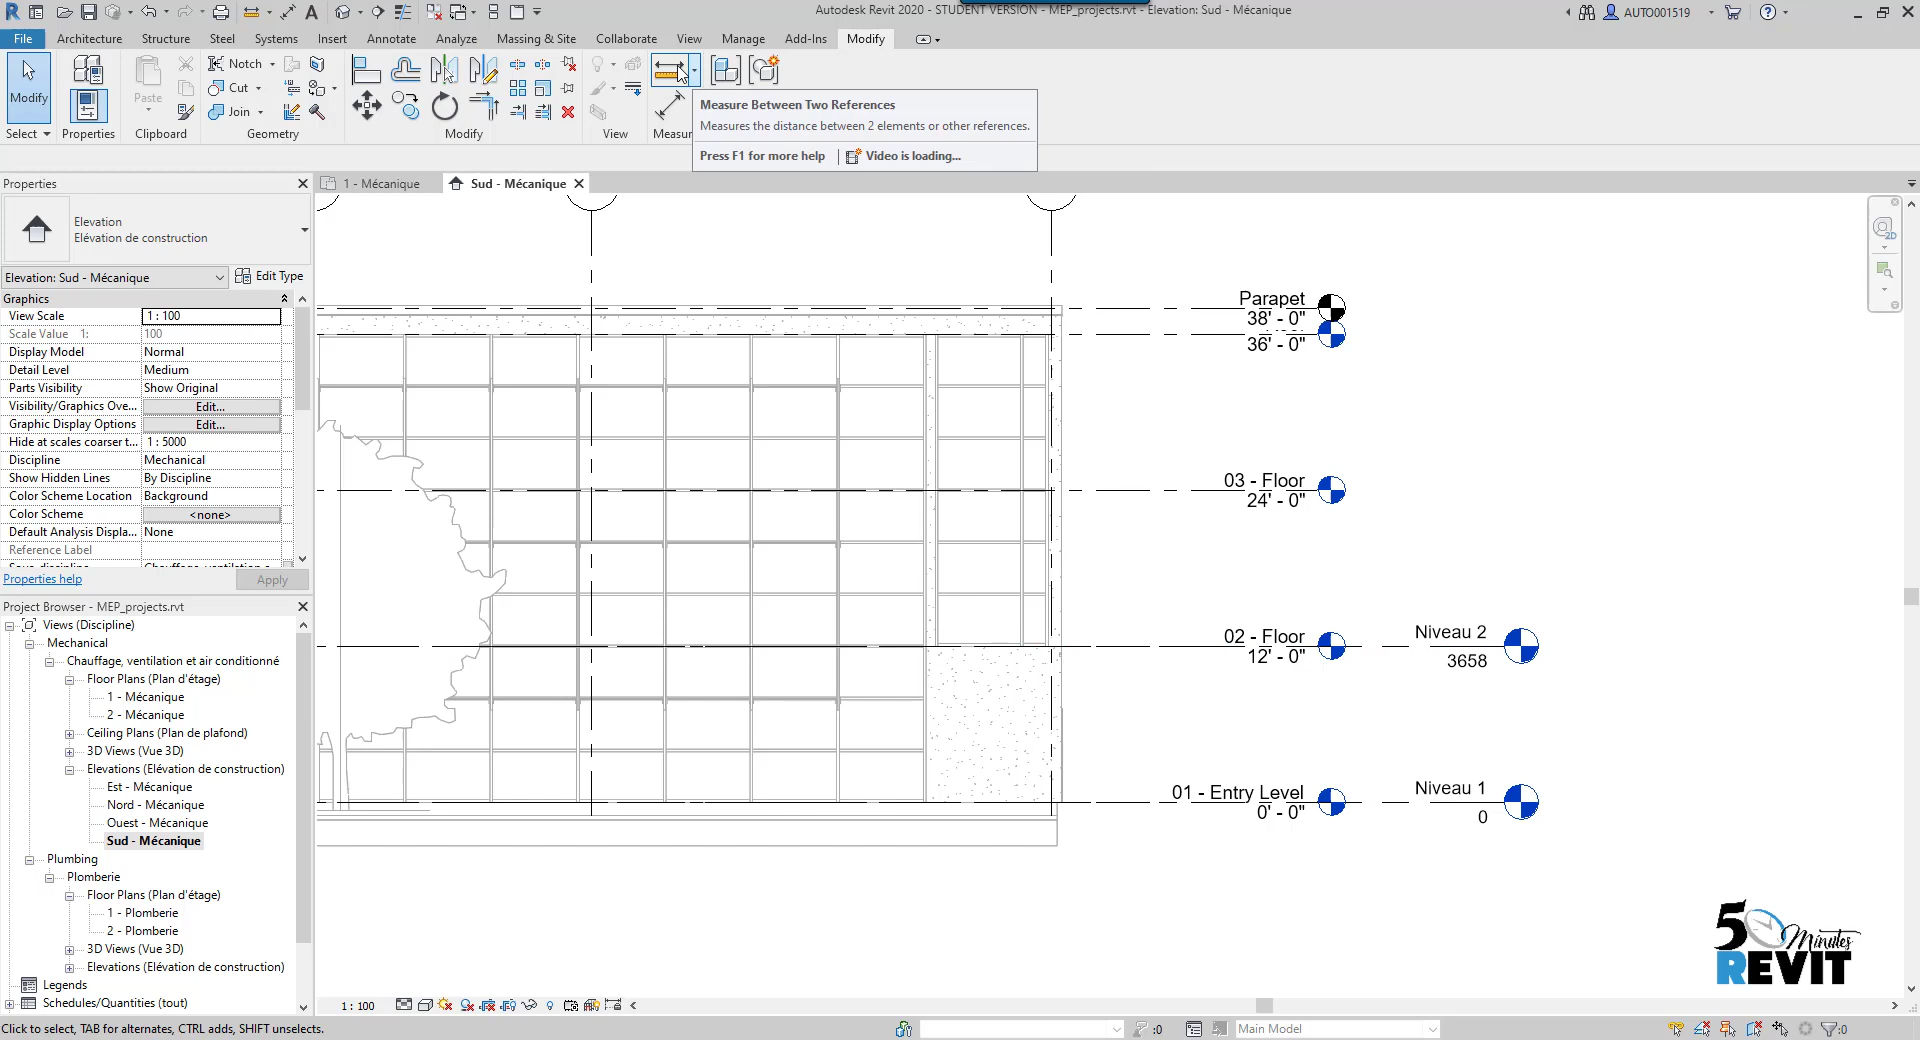 Autodesk Revit 2020 - STUDENT VERSION - MEP_projects.rvt - Elevation: Sud - Mécanique
AUTO001519
File Architecture Structure Steel Systems Insert Annotate Analyze Massing & Site Collaborate View Manage Add-Ins Modify
Modify
Select
Properties
Paste
Clipboard
Notch
Cut
Join
Geometry
Modify
View
Measur
Measure Between Two References
Measures the distance between 2 elements or other references.
Press F1 for more help
Video is loading...
Properties
1 - Mécanique
Sud - Mécanique
Elevation
Elévation de construction
Elevation: Sud - Mécanique
Edit Type
Graphics
View Scale 1 : 100
Scale Value 1: 100
Display Model Normal
Detail Level Medium
Parts Visibility Show Original
Visibility/Graphics Ove... Edit...
Graphic Display Options Edit...
Hide at scales coarser t... 1 : 5000
Discipline Mechanical
Show Hidden Lines By Discipline
Color Scheme Location Background
Color Scheme <none>
Default Analysis Displa... None
Reference Label
Properties help
Apply
Project Browser - MEP_projects.rvt
Views (Discipline)
Mechanical
Chauffage, ventilation et air conditionné
Floor Plans (Plan d'étage)
1 - Mécanique
2 - Mécanique
Ceiling Plans (Plan de plafond)
3D Views (Vue 3D)
Elevations (Elévation de construction)
Est - Mécanique
Nord - Mécanique
Ouest - Mécanique
Sud - Mécanique
Plumbing
Plomberie
Floor Plans (Plan d'étage)
1 - Plomberie
2 - Plomberie
3D Views (Vue 3D)
Elevations (Elévation de construction)
Legends
Schedules/Quantities (tout)
Parapet
38' - 0"
36' - 0"
03 - Floor
24' - 0"
02 - Floor
12' - 0"
Niveau 2
3658
01 - Entry Level
0' - 0"
Niveau 1
0
2D
5 Minutes
REVIT
1 : 100
Click to select, TAB for alternates, CTRL adds, SHIFT unselects.
:0
Main Model
:0